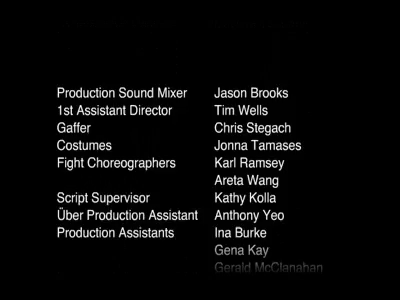 Production Sound Mixer Jason Brooks
1st Assistant Director Tim Wells
Gaffer Chris Stegach
Costumes Jonna Tamases
Fight Choreographers Karl Ramsey
Areta Wang
Script Supervisor Kathy Kolla
Über Production Assistant Anthony Yeo
Production Assistants Ina Burke
Gena Kay
Gerald McClanahan